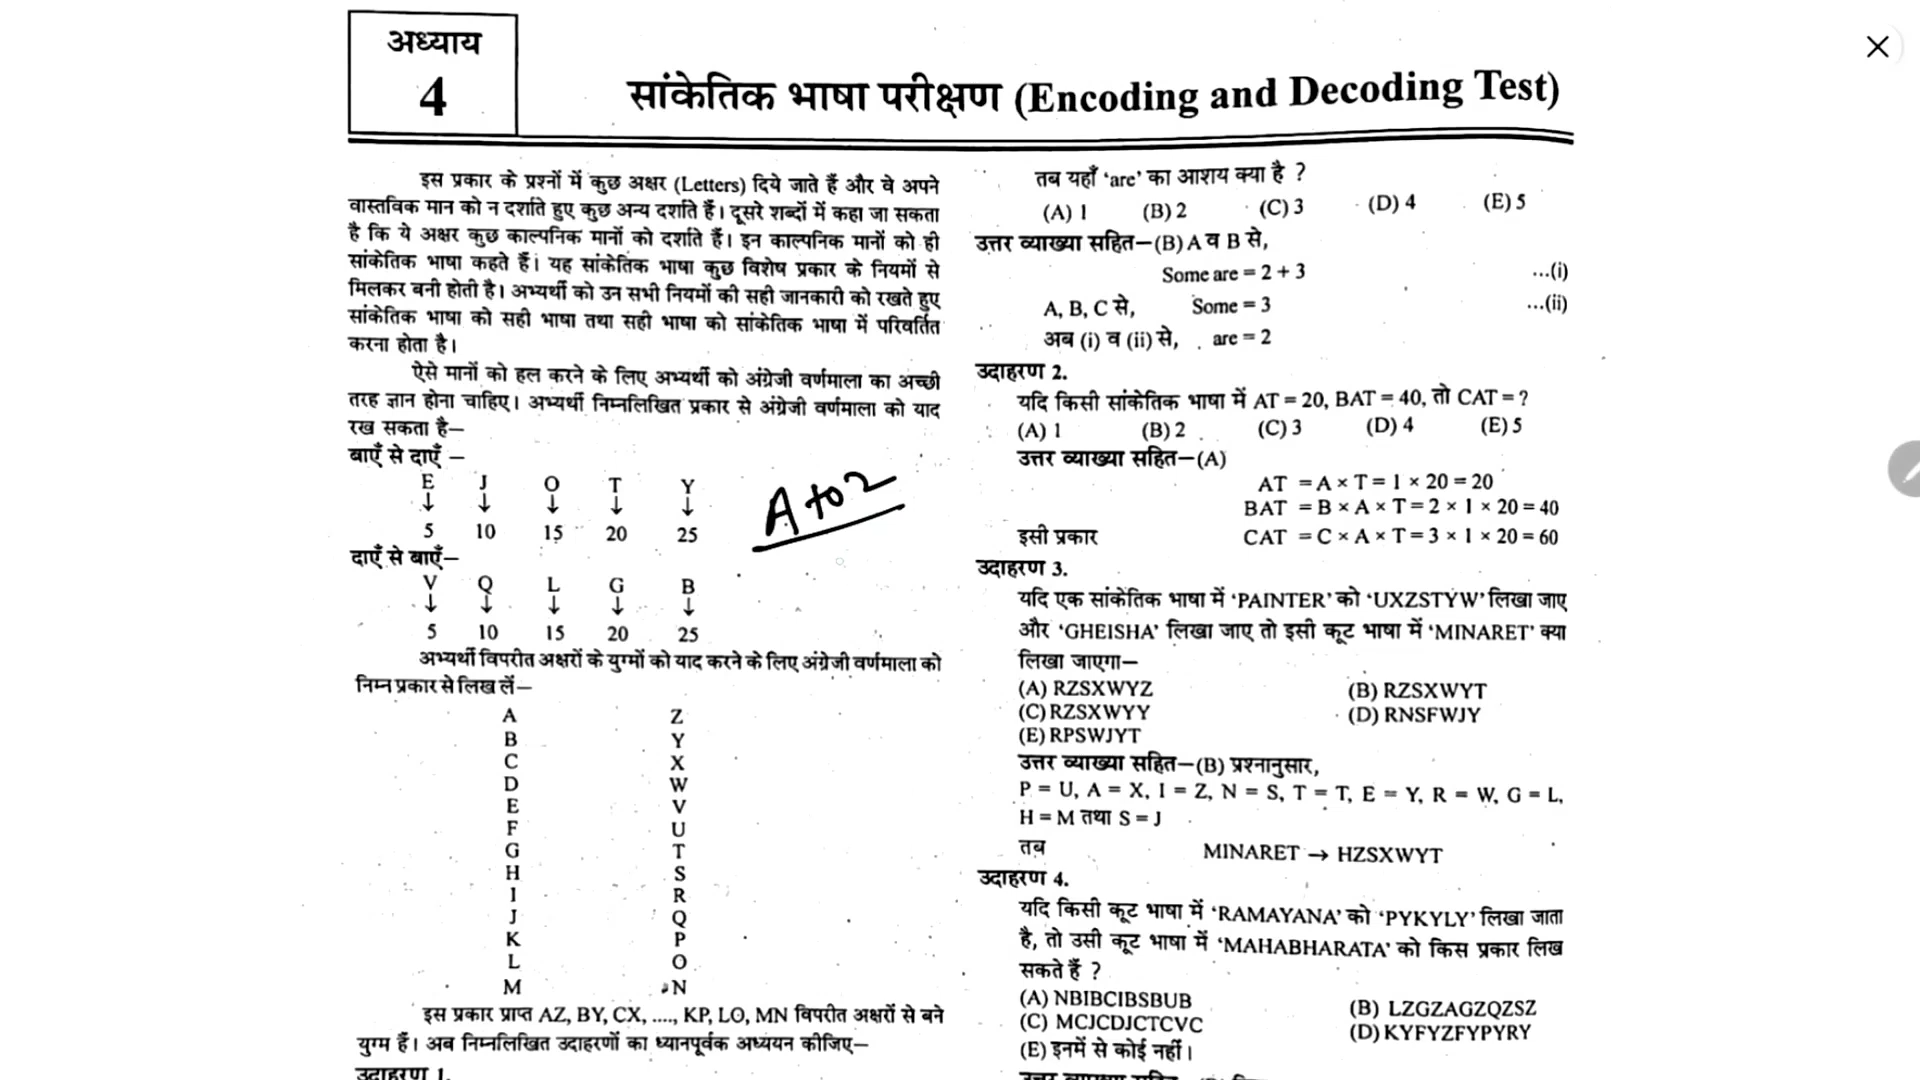 अध्याय
4
सांकेतिक भाषा परीक्षण (Encoding and Decoding Test)
इस प्रकार के प्रश्नों में कुछ अक्षर (Letters) दिये जाते हैं और वे अपने
वास्तविक मान को न दर्शाते हुए कुछ अन्य दर्शाते हैं। दूसरे शब्दों में कहा जा सकता
है कि ये अक्षर कुछ काल्पनिक मानों को दर्शाते हैं। इन काल्पनिक मानों को ही
सांकेतिक भाषा कहते हैं। यह सांकेतिक भाषा कुछ विशेष प्रकार के नियमों से
मिलकर बनी होती है। अभ्यर्थी को उन सभी नियमों की सही जानकारी को रखते हुए
सांकेतिक भाषा को सही भाषा तथा सही भाषा को सांकेतिक भाषा में परिवर्तित
करना होता है।
ऐसे मानों को हल करने के लिए अभ्यर्थी को अंग्रेजी वर्णमाला का अच्छी
तरह ज्ञान होना चाहिए। अभ्यर्थी निम्नलिखित प्रकार से अंग्रेजी वर्णमाला को याद
रख सकता है–
बाएँ से दाएँ –
E J O T Y
↓ ↓ ↓ ↓ ↓
5 10 15 20 25
A to 2
दाएँ से बाएँ–
V Q L G B
↓ ↓ ↓ ↓ ↓
5 10 15 20 25
अभ्यर्थी विपरीत अक्षरों के युग्मों को याद करने के लिए अंग्रेजी वर्णमाला को
निम्न प्रकार से लिख लें–
A Z
B Y
C X
D W
E V
F U
G T
H S
I R
J Q
K P
L O
M N
इस प्रकार प्राप्त AZ, BY, CX, ...., KP, LO, MN विपरीत अक्षरों से बने
युग्म हैं। अब निम्नलिखित उदाहरणों का ध्यानपूर्वक अध्ययन कीजिए–
उदाहरण 1.
तब यहाँ ‘are’ का आशय क्या है ?
(A) 1 (B) 2 (C) 3 (D) 4 (E) 5
उत्तर व्याख्या सहित–(B) A व B से,
Some are = 2 + 3 ...(i)
A, B, C से, Some = 3 ...(ii)
अब (i) व (ii) से, are = 2
उदाहरण 2.
यदि किसी सांकेतिक भाषा में AT = 20, BAT = 40, तो CAT = ?
(A) 1 (B) 2 (C) 3 (D) 4 (E) 5
उत्तर व्याख्या सहित–(A)
AT = A × T = 1 × 20 = 20
BAT = B × A × T = 2 × 1 × 20 = 40
इसी प्रकार CAT = C × A × T = 3 × 1 × 20 = 60
उदाहरण 3.
यदि एक सांकेतिक भाषा में ‘PAINTER’ को ‘UXZSTYW’ लिखा जाए
और ‘GHEISHA’ लिखा जाए तो इसी कूट भाषा में ‘MINARET’ क्या
लिखा जाएगा–
(A) RZSXWYZ (B) RZSXWYT
(C) RZSXWYY (D) RNSFWJY
(E) RPSWJYT
उत्तर व्याख्या सहित–(B) प्रश्नानुसार,
P = U, A = X, I = Z, N = S, T = T, E = Y, R = W, G = L,
H = M तथा S = J
तब MINARET → HZSXWYT
उदाहरण 4.
यदि किसी कूट भाषा में ‘RAMAYANA’ को ‘PYKYLY’ लिखा जाता
है, तो उसी कूट भाषा में ‘MAHABHARATA’ को किस प्रकार लिख
सकते हैं ?
(A) NBIBCIBSBUB (B) LZGZAGZQZSZ
(C) MCJCDJCTCVC (D) KYFYZFYPYRY
(E) इनमें से कोई नहीं।
उत्तर व्याख्या सहित–